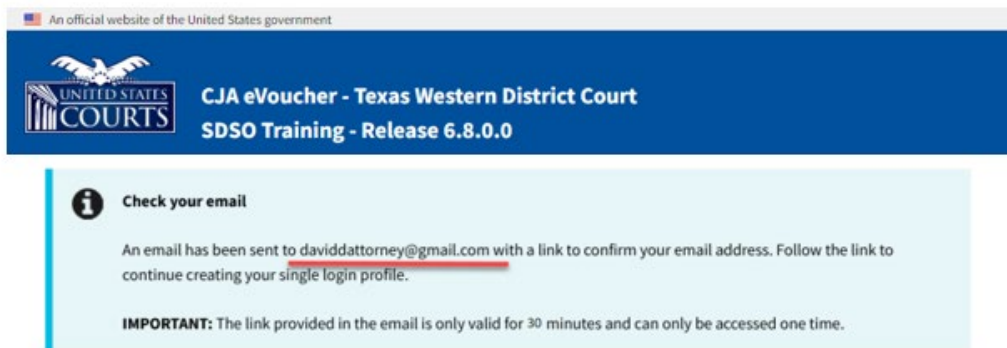 An official website of the United States government
UNITED STATES
COURTS
CJA eVoucher - Texas Western District Court
SDSO Training - Release 6.8.0.0
Check your email
An email has been sent to daviddattorney@gmail.com with a link to confirm your email address. Follow the link to
continue creating your single login profile.
IMPORTANT: The link provided in the email is only valid for 30 minutes and can only be accessed one time.